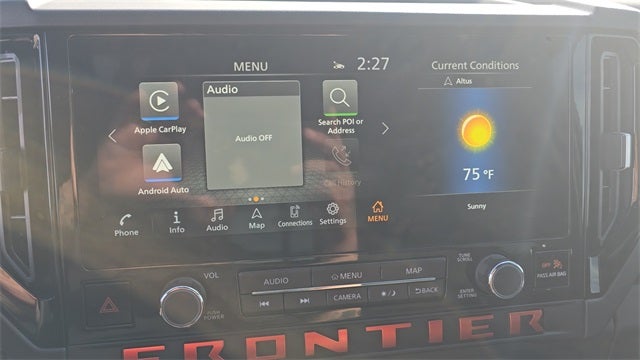 MENU
2:27
Current Conditions
Altus
Audio
Apple CarPlay
Audio OFF
Search POI or
Address
Android Auto
Call History
75 °F
Sunny
Phone
Info
Audio
Map
Connections
Settings
MENU
VOL
PUSH
POWER
AUDIO
MENU
MAP
CAMERA
BACK
TUNE
SCROLL
ENTER
SETTING
OFF
PASS AIR BAG
FRONTIER